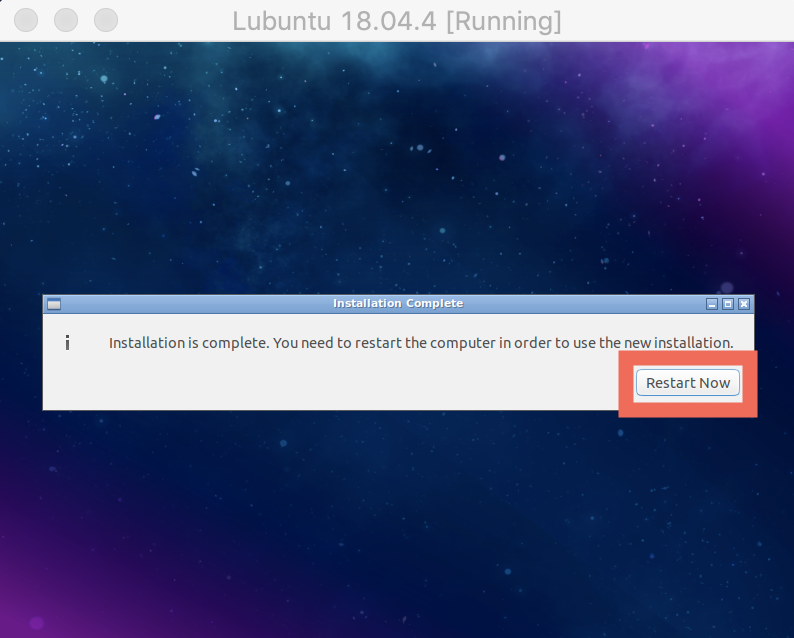 Lubuntu 18.04.4 [Running]
Installation Complete
Installation is complete. You need to restart the computer in order to use the new installation.
Restart Now